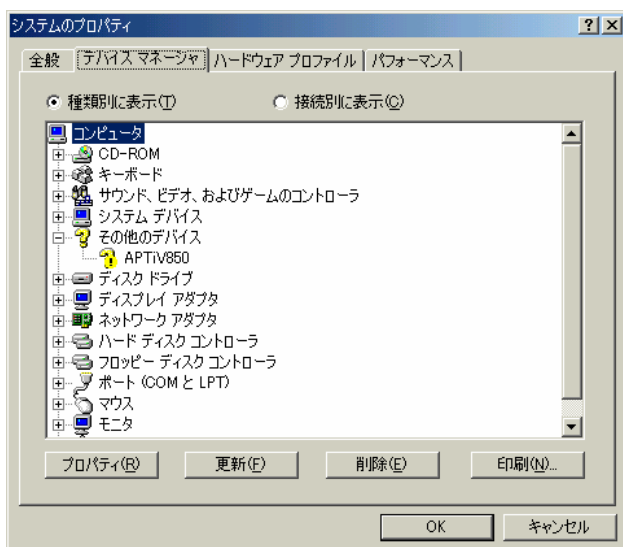 システムのプロパティ
全般 デバイス マネージャ ハードウェア プロファイル パフォーマンス
種類別に表示(T) 接続別に表示(C)
コンピュータ
CD-ROM
キーボード
サウンド、ビデオ、およびゲームのコントローラ
システム デバイス
その他のデバイス
APTiV850
ディスク ドライブ
ディスプレイ アダプタ
ネットワーク アダプタ
ハード ディスク コントローラ
フロッピー ディスク コントローラ
ポート (COM と LPT)
マウス
モニタ
プロパティ(R) 更新(F) 削除(E) 印刷(N)...
OK キャンセル